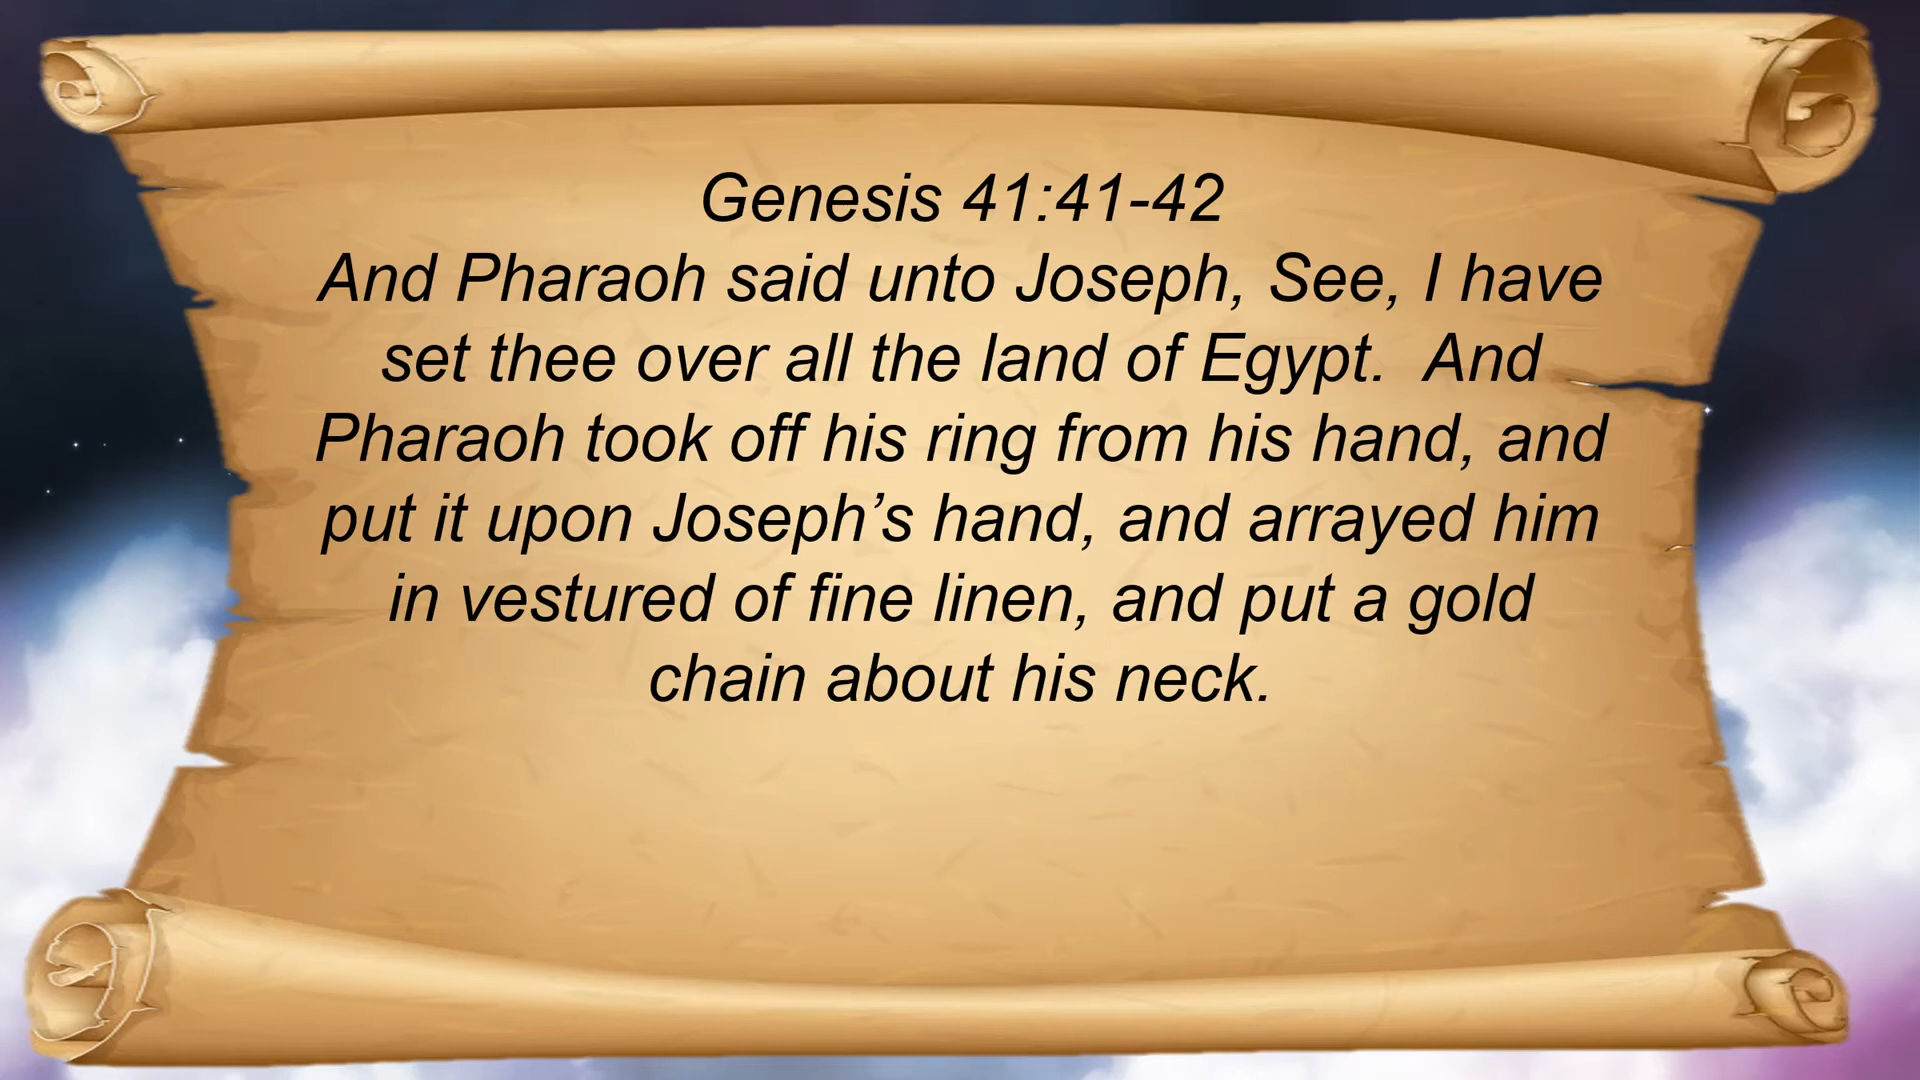 Genesis 41:41-42
And Pharaoh said unto Joseph, See, I have
set thee over all the land of Egypt.  And
Pharaoh took off his ring from his hand, and
put it upon Joseph’s hand, and arrayed him
in vestured of fine linen, and put a gold
chain about his neck.